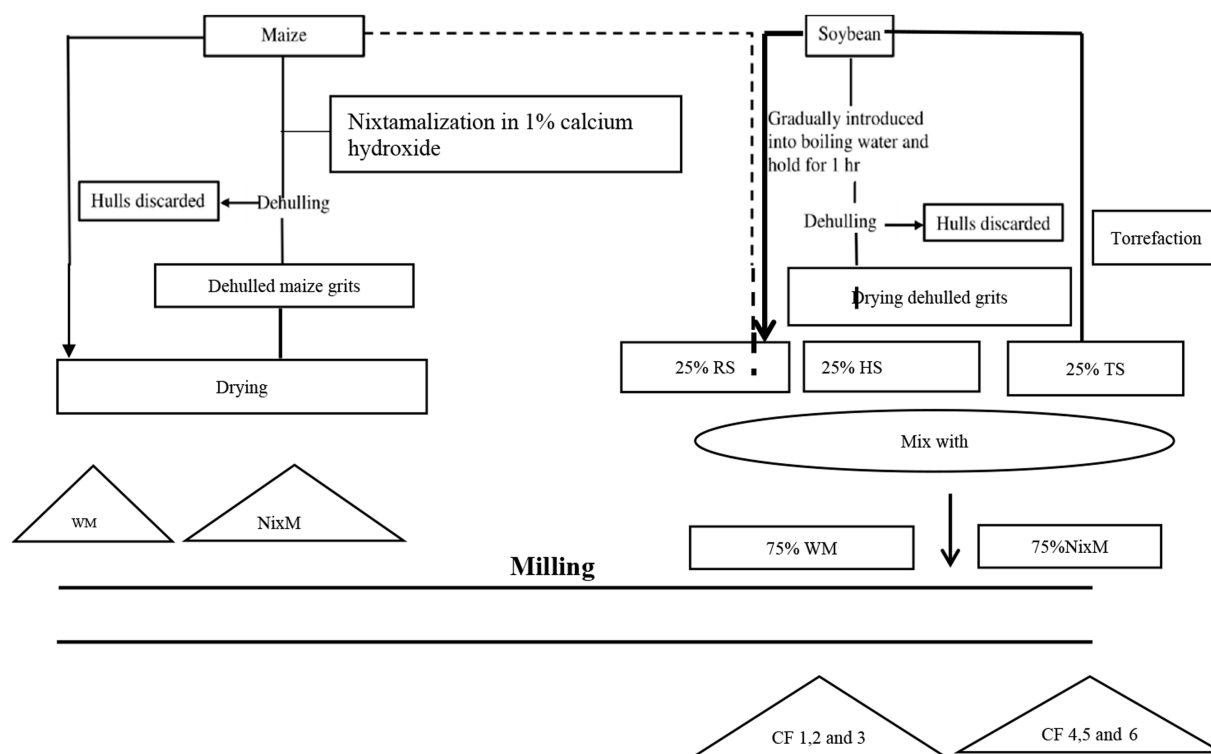 Maize
Soybean
Nixtamalization in 1% calcium
hydroxide
Gradually introduced
into boiling water and
hold for 1 hr
Hulls discarded
Dehulling
Dehulling
Hulls discarded
Torrefaction
Dehulled maize grits
Drying dehulled grits
Drying
25% RS
25% HS
25% TS
Mix with
WM
NixM
75% WM
75%NixM
Milling
CF 1,2 and 3
CF 4,5 and 6